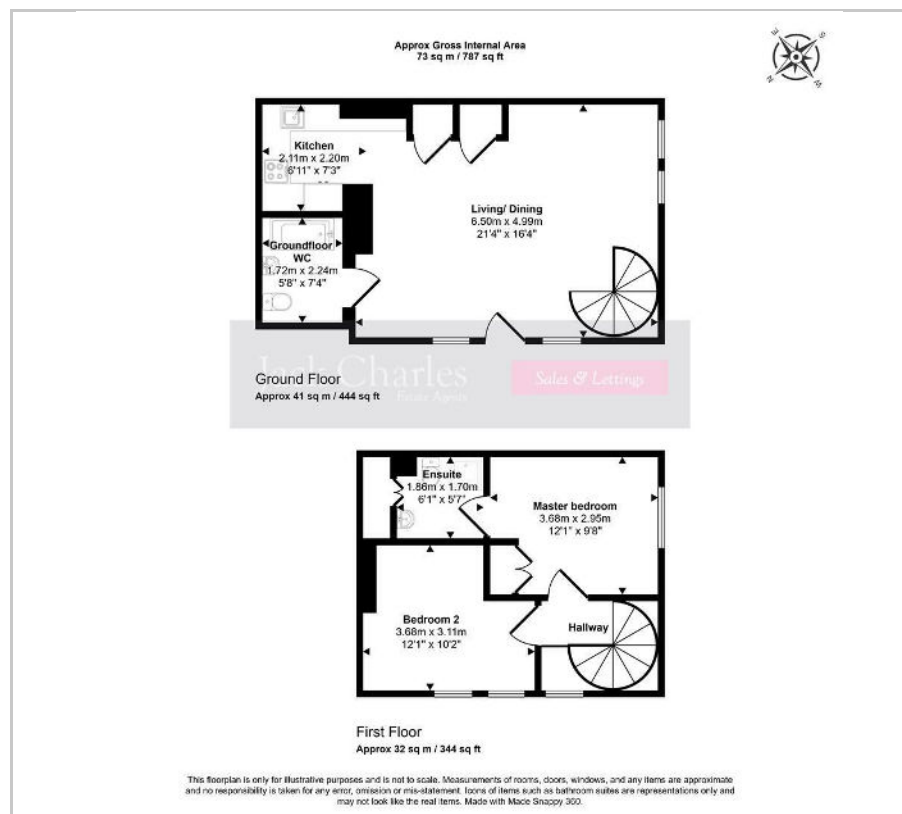 Approx Gross Internal Area
73 sq m / 787 sq ft
E
S
N
W
Kitchen
2.11m x 2.20m
6'11" x 7'3"
Living/ Dining
6.50m x 4.99m
21'4" x 16'4"
Groundfloor
WC
1.72m x 2.24m
5'8" x 7'4"
Jack Charles
Estate Agents
Sales & Lettings
Ground Floor
Approx 41 sq m / 444 sq ft
Ensuite
1.86m x 1.70m
6'1" x 5'7"
Master bedroom
3.68m x 2.95m
12'1" x 9'8"
Bedroom 2
3.68m x 3.11m
12'1" x 10'2"
Hallway
First Floor
Approx 32 sq m / 344 sq ft
This floorplan is only for illustrative purposes and is not to scale. Measurements of rooms, doors, windows, and any items are approximate
and no responsibility is taken for any error, omission or mis-statement. Icons of items such as bathroom suites are representations only and
may not look like the real items. Made with Made Snappy 360.